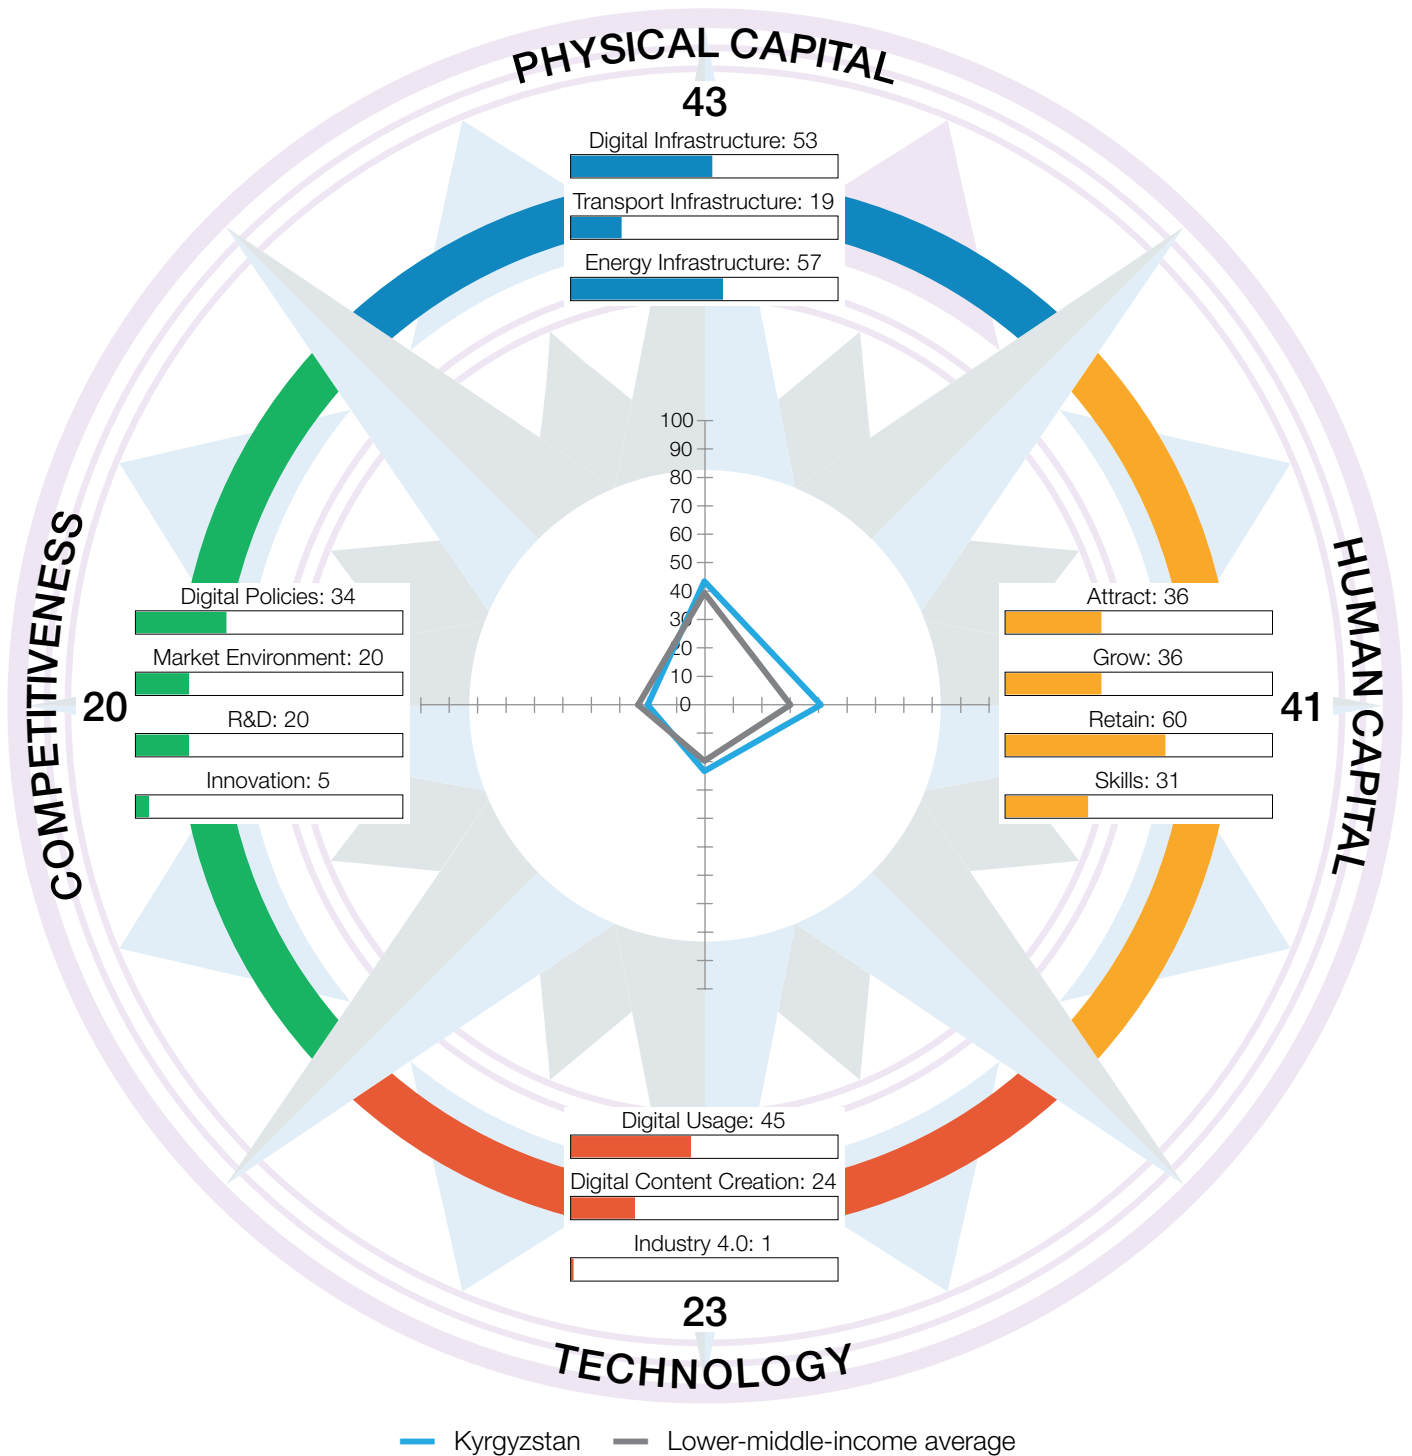 PHYSICAL CAPITAL
43
Digital Infrastructure: 53
Transport Infrastructure: 19
Energy Infrastructure: 57
100
90
80
70
60
50
40
30
20
10
0
COMPETITIVENESS
20
Digital Policies: 34
Market Environment: 20
R&D: 20
Innovation: 5
HUMAN CAPITAL
41
Attract: 36
Grow: 36
Retain: 60
Skills: 31
Digital Usage: 45
Digital Content Creation: 24
Industry 4.0: 1
23
TECHNOLOGY
Kyrgyzstan
Lower-middle-income average